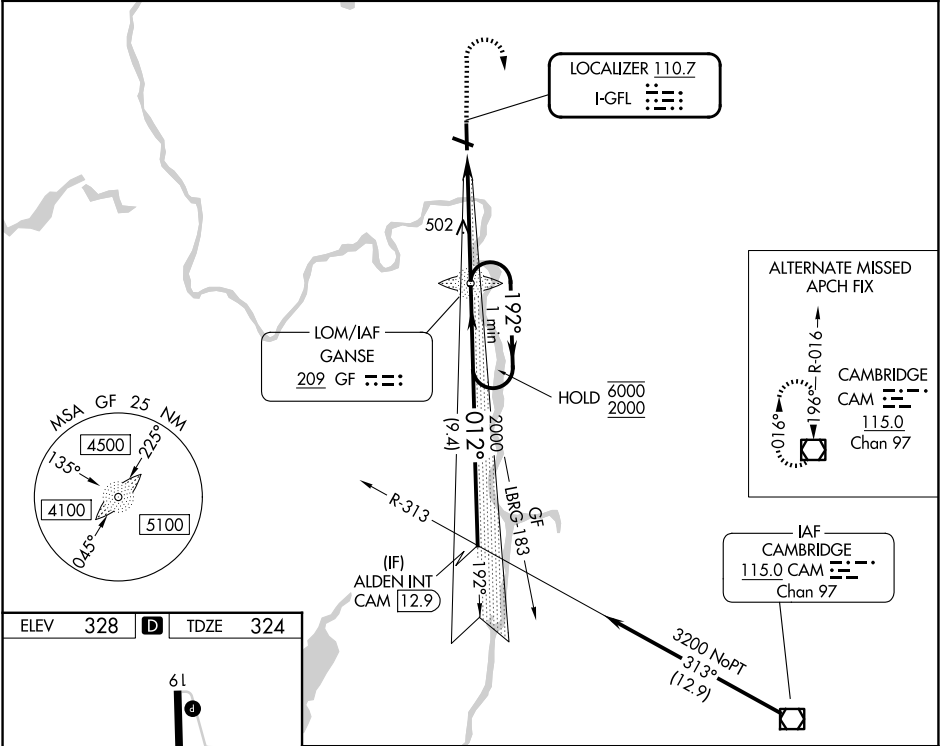 LOCALIZER 110.7
I-GFL
502
LOM/IAF
GANSE
209 GF
192°
1 min
HOLD 6000
2000
ALTERNATE MISSED
APCH FIX
R-016
196°
016°
CAMBRIDGE
CAM
115.0
Chan 97
MSA GF 25 NM
4500
225°
135°
4100
5100
045°
2000
012°
(9.4)
GF
LBRG-183
R-313
(IF)
ALDEN INT
CAM 12.9
192°
IAF
CAMBRIDGE
115.0 CAM
Chan 97
3200 NoPT
313°
(12.9)
ELEV 328 D TDZE 324
19
P